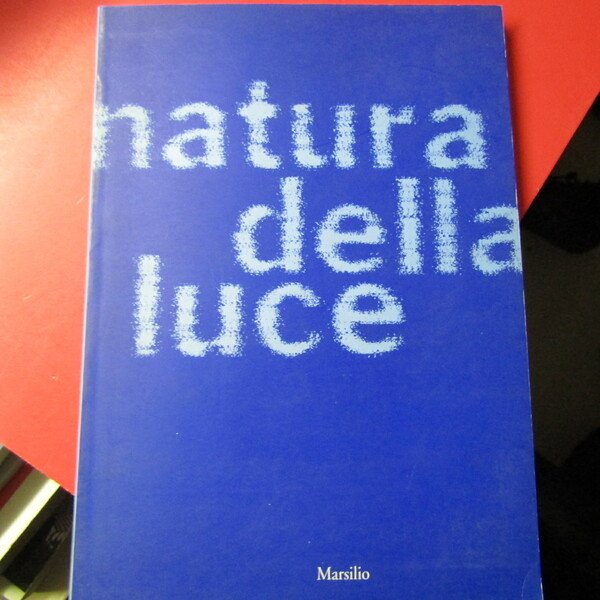 natura
della
luce
Marsilio